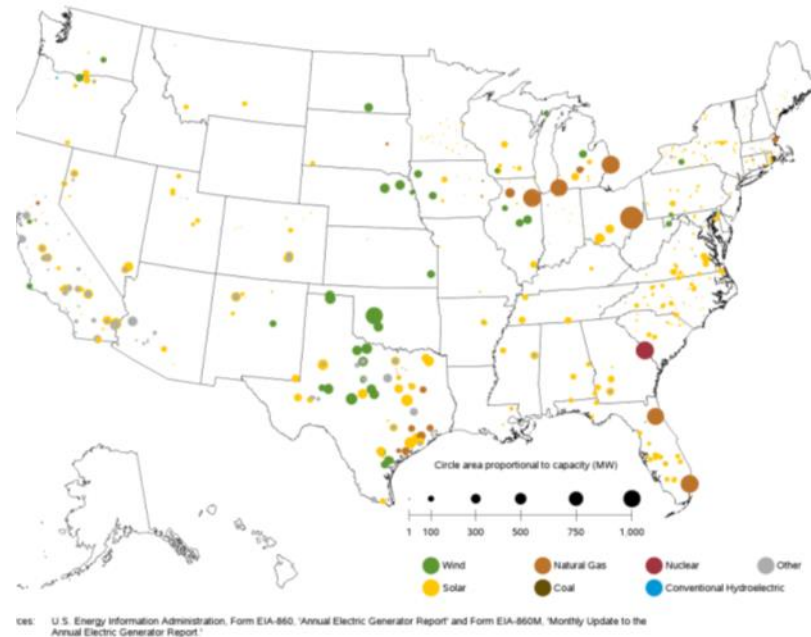 Circle area proportional to capacity (MW)
1 100 300 500 750 1,000
Wind Natural Gas Nuclear Other
Solar Coal Conventional Hydroelectric
rces: U.S. Energy Information Administration, Form EIA-860, 'Annual Electric Generator Report' and Form EIA-860M, 'Monthly Update to the
Annual Electric Generator Report.'